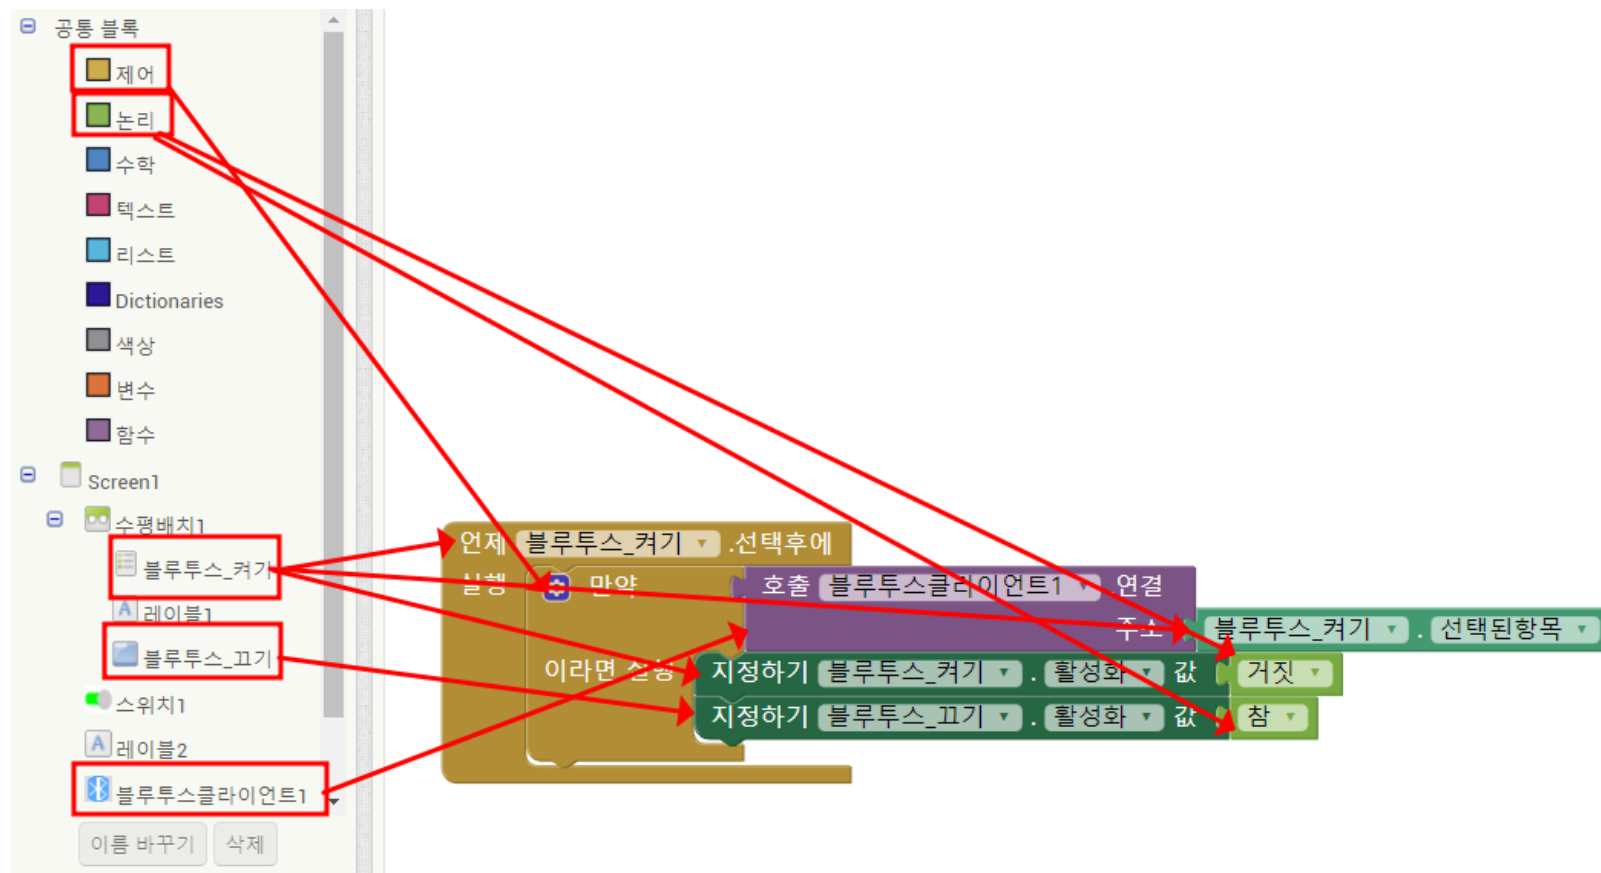 공통 블록
제어
논리
수학
텍스트
리스트
Dictionaries
색상
변수
함수
Screen1
수평배치1
블루투스_켜기
레이블1
블루투스_끄기
스위치1
레이블2
블루투스클라이언트1
이름 바꾸기 삭제
언제 블루투스_켜기 .선택후에
실행 만약 호출 블루투스클라이언트1 .연결
주소 블루투스_켜기 . 선택된항목
이라면 실행 지정하기 블루투스_켜기 . 활성화 값 거짓
지정하기 블루투스_끄기 . 활성화 값 참